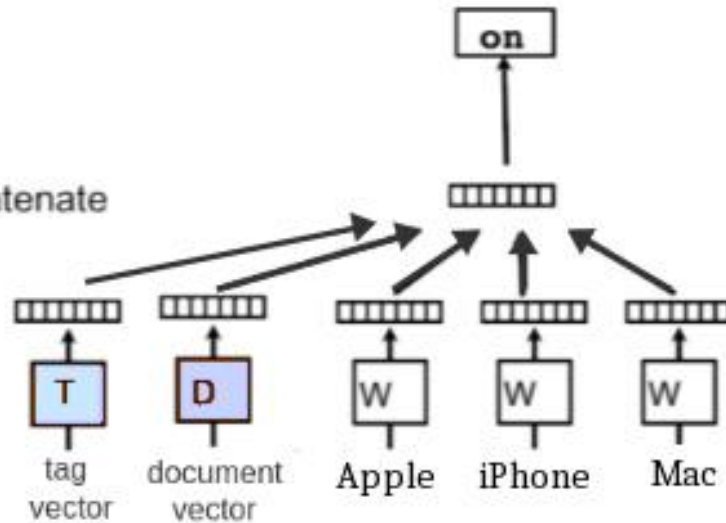 on
tenate
T D W W W
tag document Apple iPhone Mac
vector vector